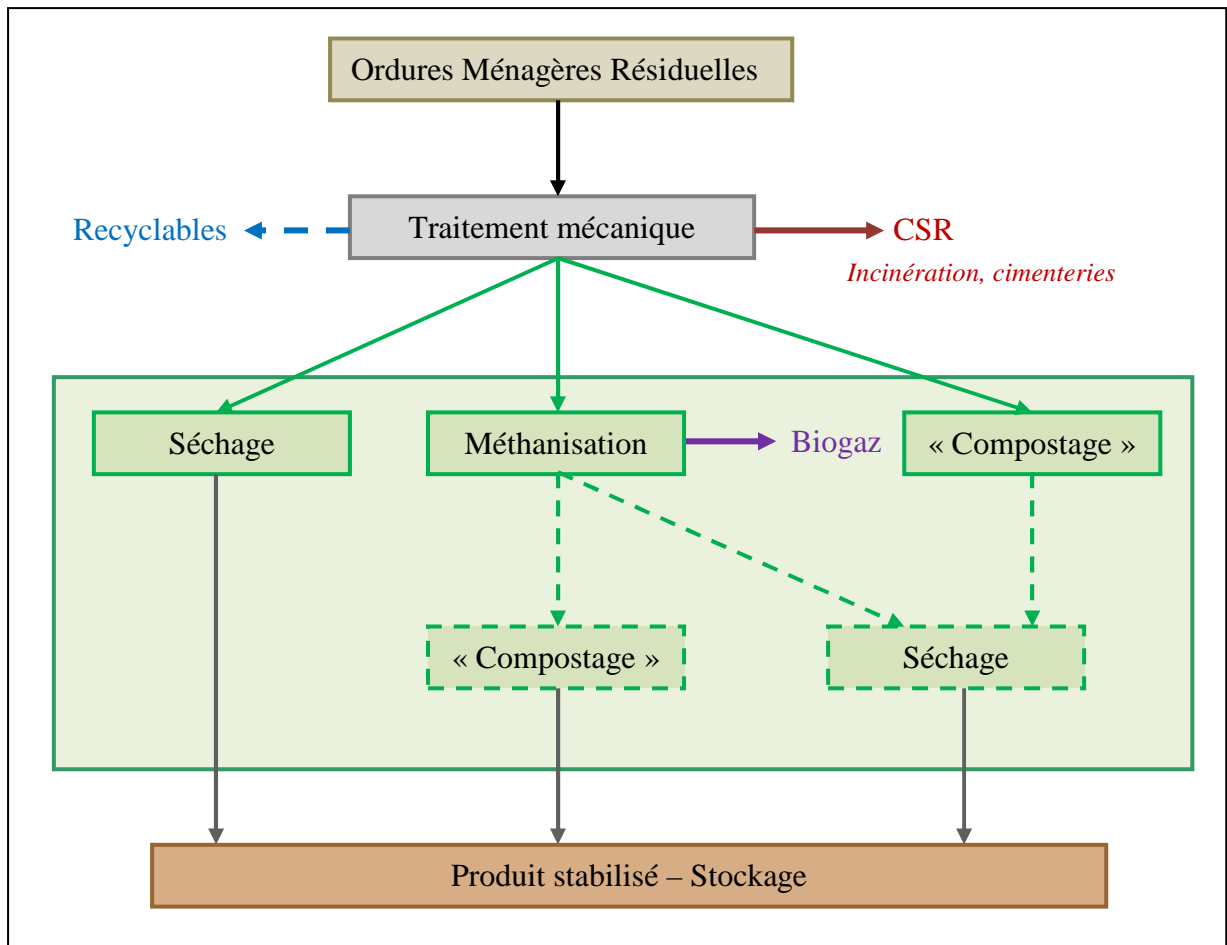 Ordures Ménagères Résiduelles
Recyclables
Traitement mécanique
CSR
Incinération, cimenteries
Séchage
Méthanisation
Biogaz
« Compostage »
« Compostage »
Séchage
Produit stabilisé – Stockage